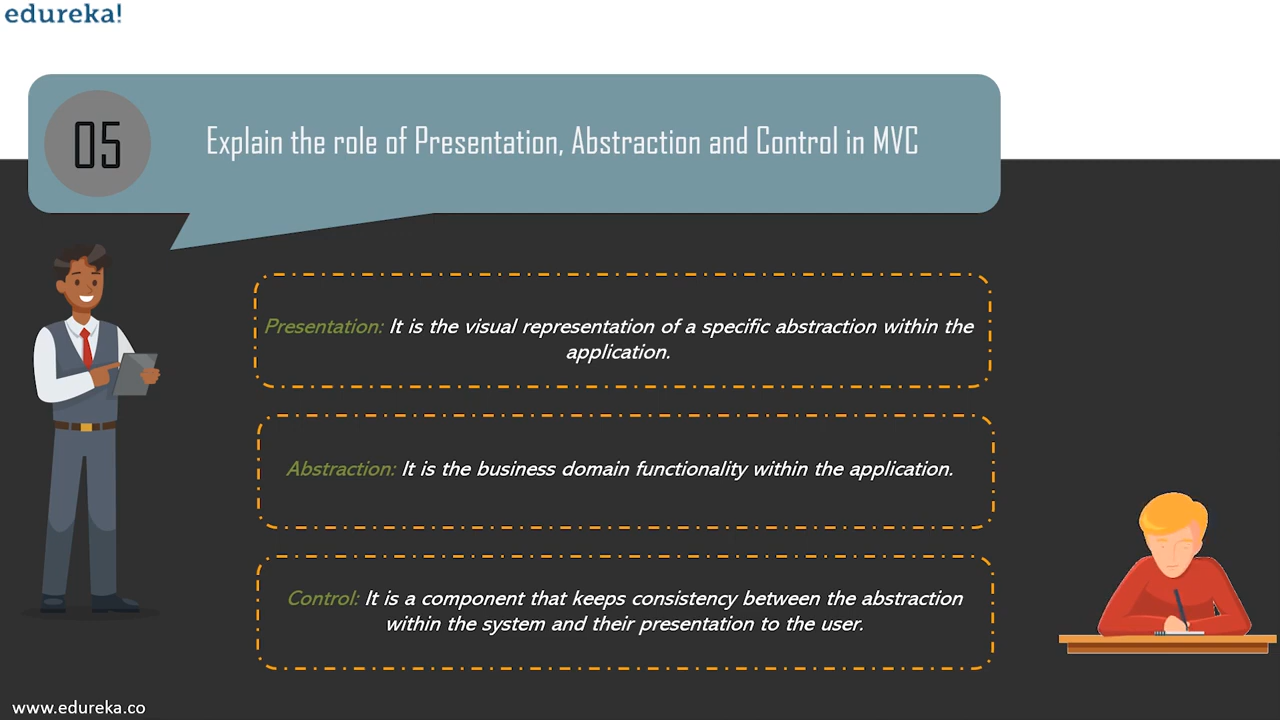 edureka!
05
Explain the role of Presentation, Abstraction and Control in MVC
Presentation: It is the visual representation of a specific abstraction within the
application.
Abstraction: It is the business domain functionality within the application.
Control: It is a component that keeps consistency between the abstraction
within the system and their presentation to the user.
www.edureka.co